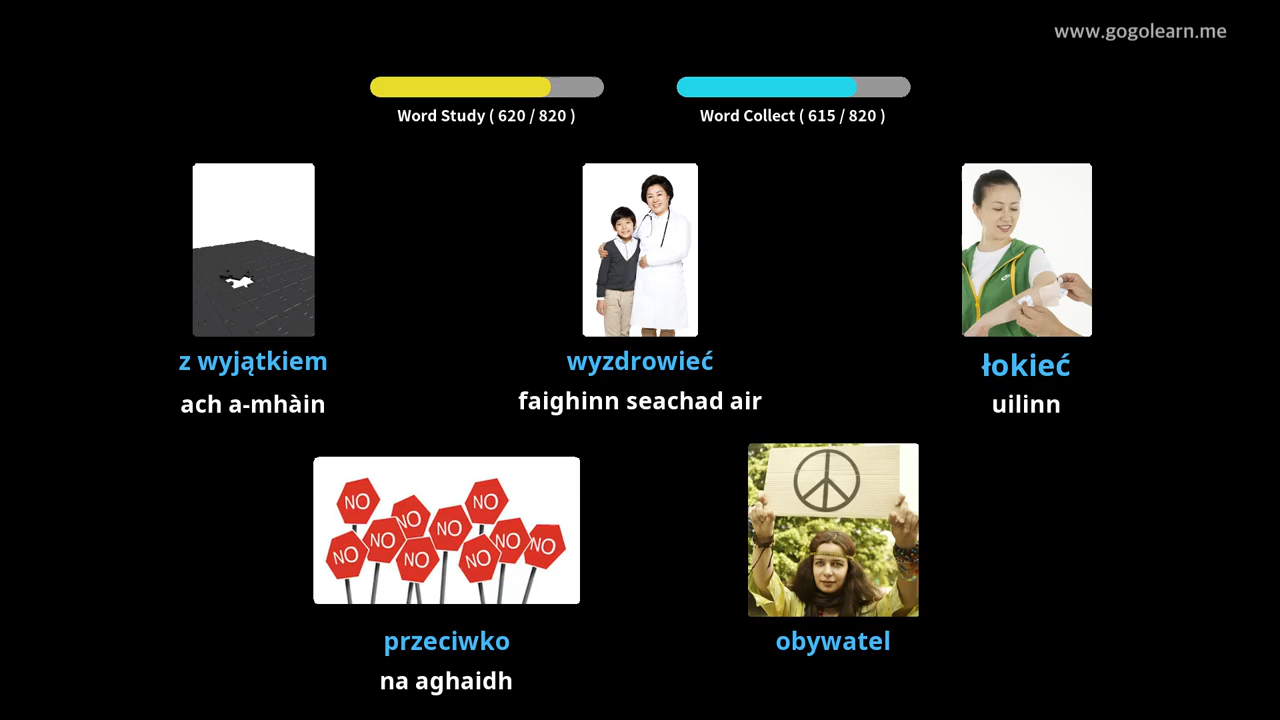 www.gogolearn.me
Word Study ( 620 / 820 )
Word Collect ( 615 / 820 )
z wyjątkiem
ach a-mhàin
wyzdrowieć
faighinn seachad air
łokieć
uilinn
NO
NO
NO
NO
NO
NO
NO
NO
NO
NO
przeciwko
na aghaidh
obywatel